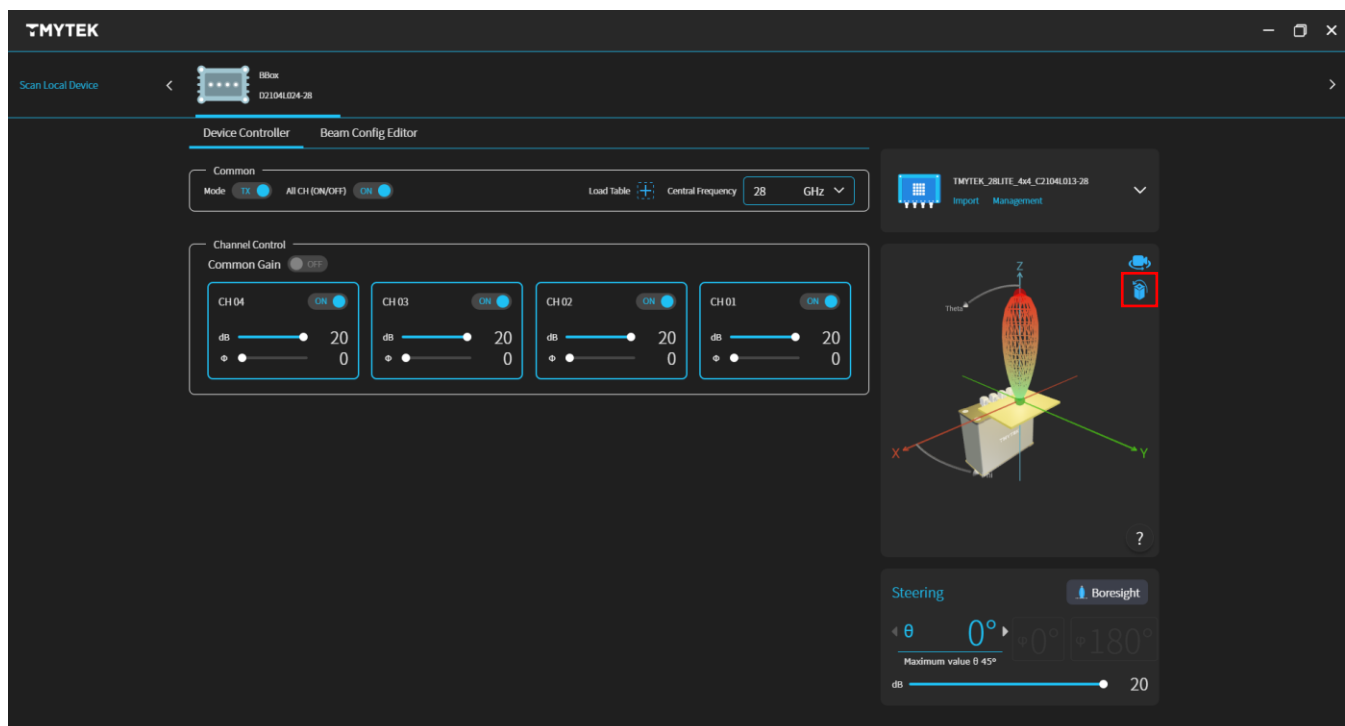 TMYTEK
Scan Local Device
BBox
D2104L024-28
Device Controller Beam Config Editor
Common
Mode TX All CH (ON/OFF) ON Load Table Central Frequency 28 GHz
Channel Control
Common Gain OFF
CH 04 ON CH 03 ON CH 02 ON CH 01 ON
dB 20 dB 20 dB 20 dB 20
Φ 0 Φ 0 Φ 0 Φ 0
TMYTEK_28LITE_4x4_C2104L013-28
Import Management
Z
Theta
X Y
?
Steering Boresight
θ 0° φ0° φ180°
Maximum value θ 45º
dB 20